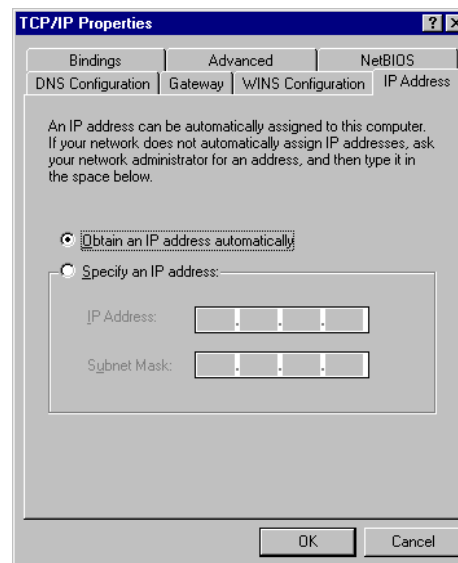 TCP/IP Properties
Bindings Advanced NetBIOS
DNS Configuration Gateway WINS Configuration IP Address
An IP address can be automatically assigned to this computer.
If your network does not automatically assign IP addresses, ask
your network administrator for an address, and then type it in
the space below.
Obtain an IP address automatically
Specify an IP address:
IP Address:
Subnet Mask:
OK Cancel